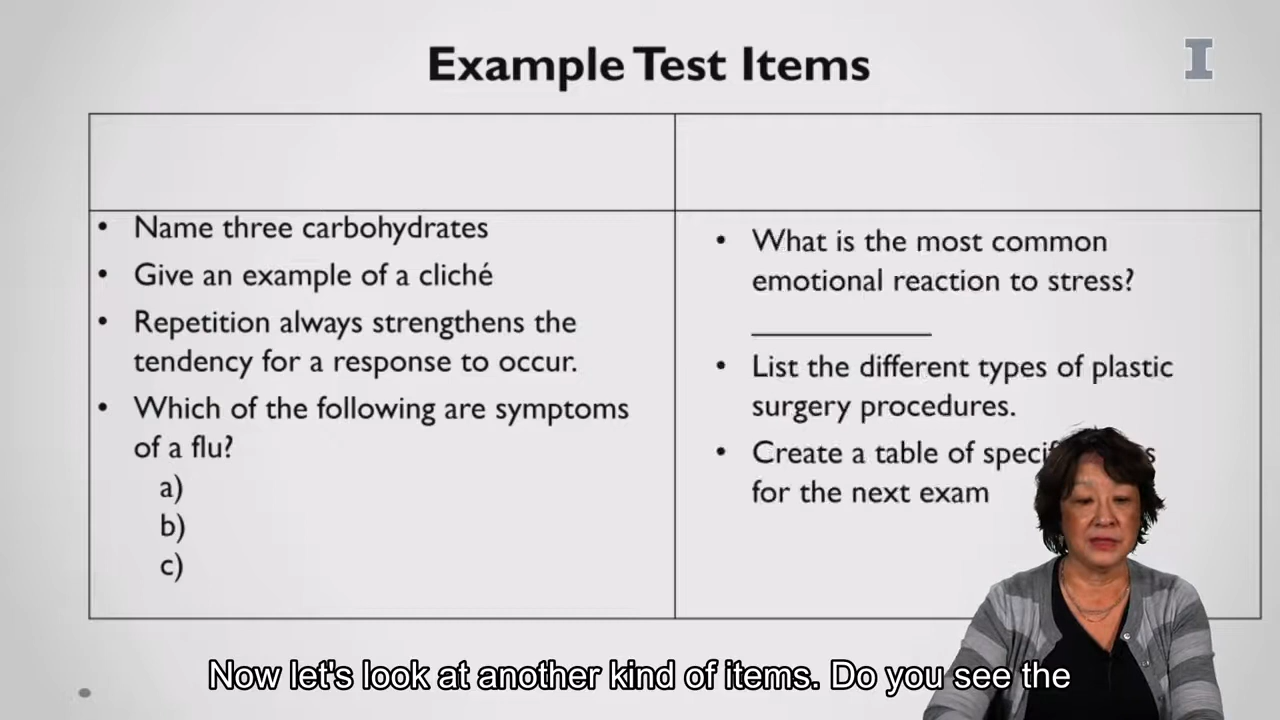 Example Test Items
I
• Name three carbohydrates
• Give an example of a cliché
• Repetition always strengthens the
tendency for a response to occur.
• Which of the following are symptoms
of a flu?
a)
b)
c)
• What is the most common
emotional reaction to stress?
• List the different types of plastic
surgery procedures.
• Create a table of
for the next exam
Now let's look at another kind of items. Do you see the